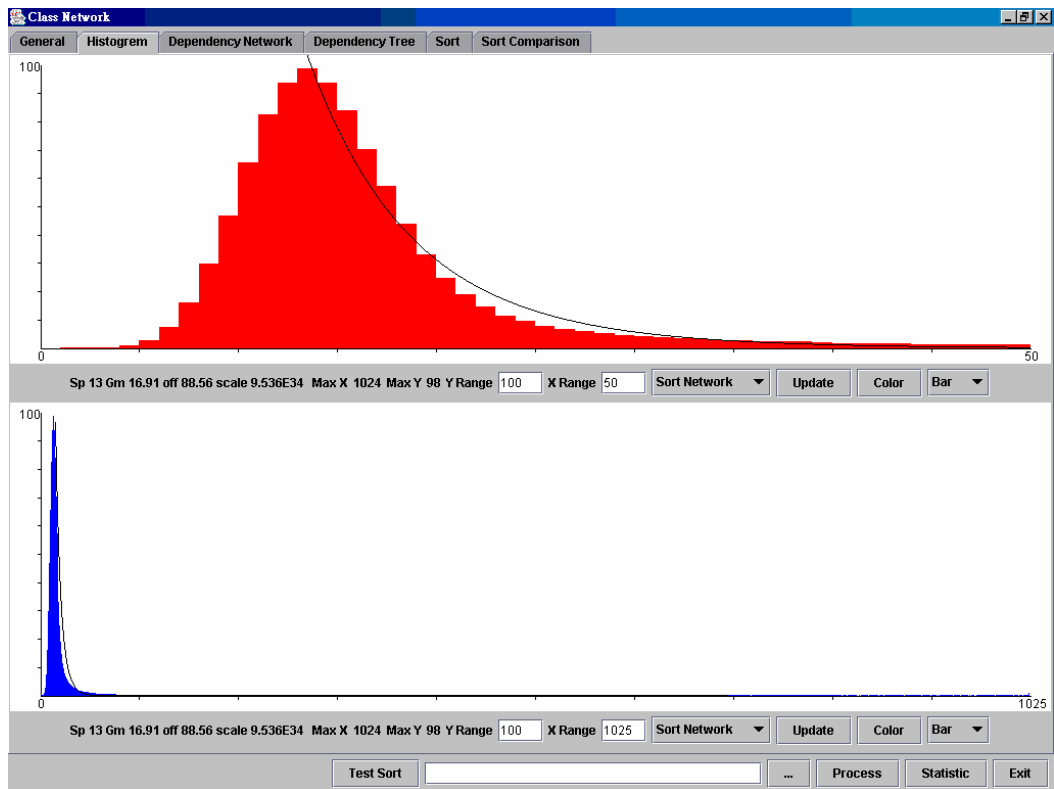 Class Network
General Histogrem Dependency Network Dependency Tree Sort Sort Comparison
100
0 50
Sp 13 Gm 16.91 off 88.56 scale 9.536E34 Max X 1024 Max Y 98 Y Range 100 X Range 50 Sort Network Update Color Bar
100
0 1025
Sp 13 Gm 16.91 off 88.56 scale 9.536E34 Max X 1024 Max Y 98 Y Range 100 X Range 1025 Sort Network Update Color Bar
Test Sort ... Process Statistic Exit